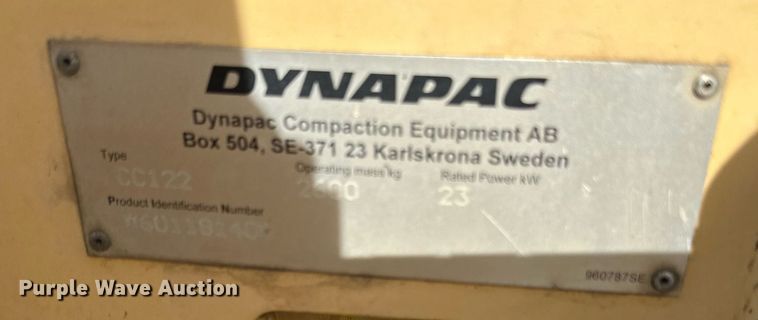 DYNAPAC
Dynapac Compaction Equipment AB
Box 504, SE-371 23 Karlskrona Sweden
Type Operating mass kg Rated Power kW
CC122 23
Product Identification Number
960787SE
Purple Wave Auction